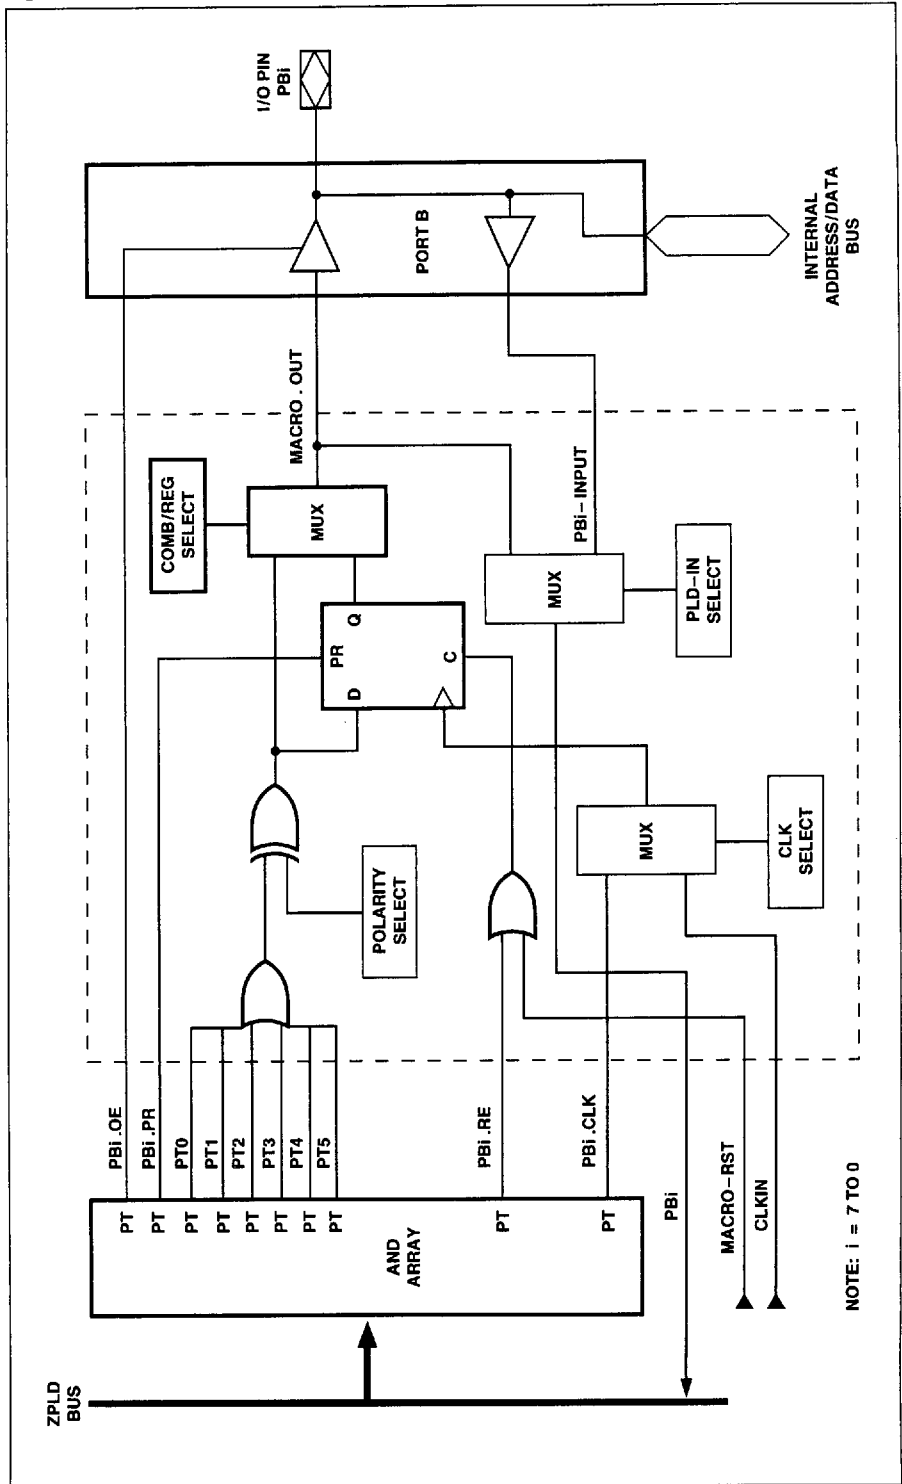 ZPLD
BUS
AND
ARRAY
PT
PT
PT
PT
PT
PT
PT
PT
PT
PT
PBi .OE
PBi .PR
PT0
PT1
PT2
PT3
PT4
PT5
PBi .RE
PBi .CLK
PBi
MACRO–RST
CLKIN
POLARITY
SELECT
D
PR
Q
C
COMB/REG
SELECT
MUX
MACRO . OUT
MUX
PBi–INPUT
PLD–IN
SELECT
MUX
CLK
SELECT
PORT B
I/O PIN
PBi
INTERNAL
ADDRESS/DATA
BUS
NOTE: i = 7 TO 0